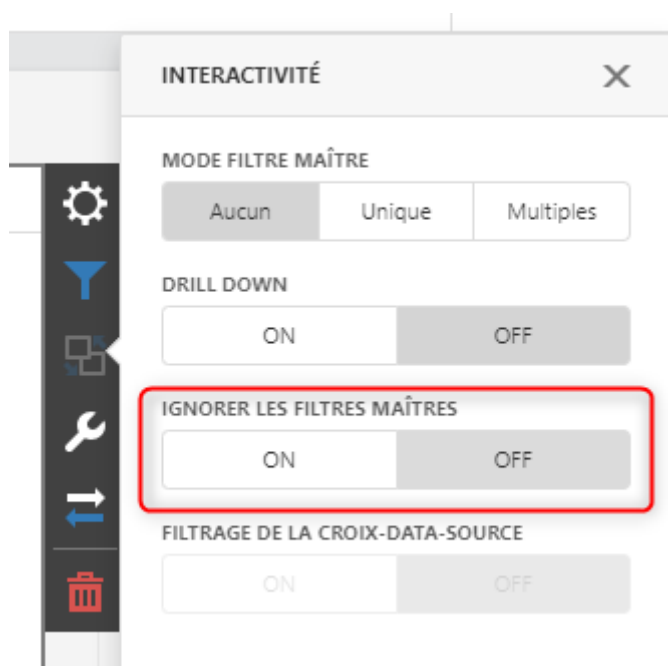 INTERACTIVITÉ
MODE FILTRE MAÎTRE
Aucun Unique Multiples
DRILL DOWN
ON OFF
IGNORER LES FILTRES MAÎTRES
ON OFF
FILTRAGE DE LA CROIX-DATA-SOURCE
ON OFF